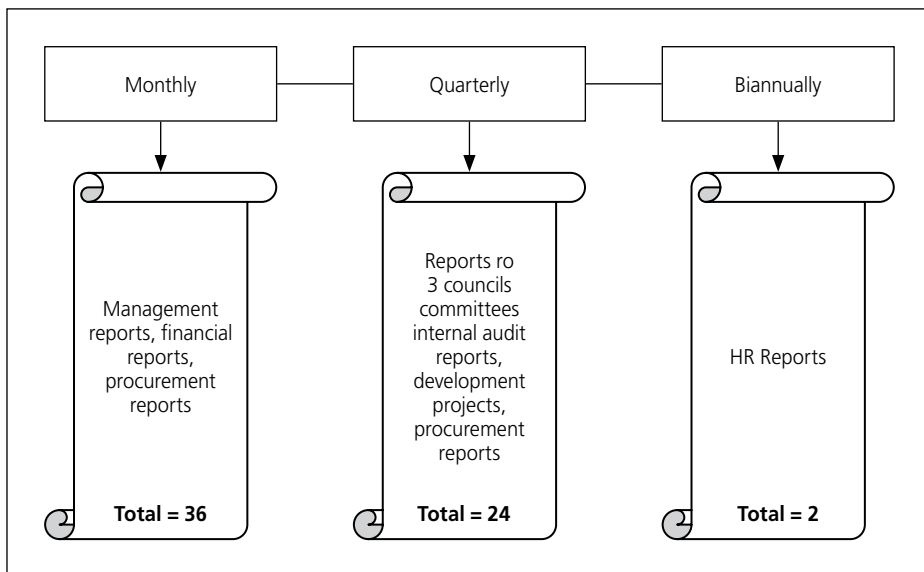 Monthly
Quarterly
Biannually
Management
reports, financial
reports,
procurement
reports
Total = 36
Reports ro
3 councils
committees
internal audit
reports,
development
projects,
procurement
reports
Total = 24
HR Reports
Total = 2